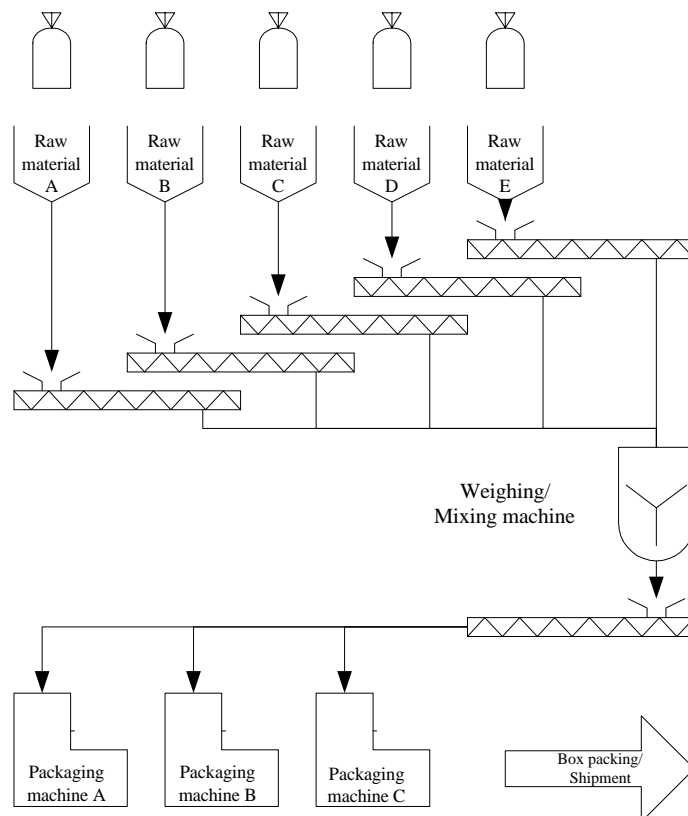 Raw
material
A
Raw
material
B
Raw
material
C
Raw
material
D
Raw
material
E
Weighing/
Mixing machine
Packaging
machine A
Packaging
machine B
Packaging
machine C
Box packing/
Shipment